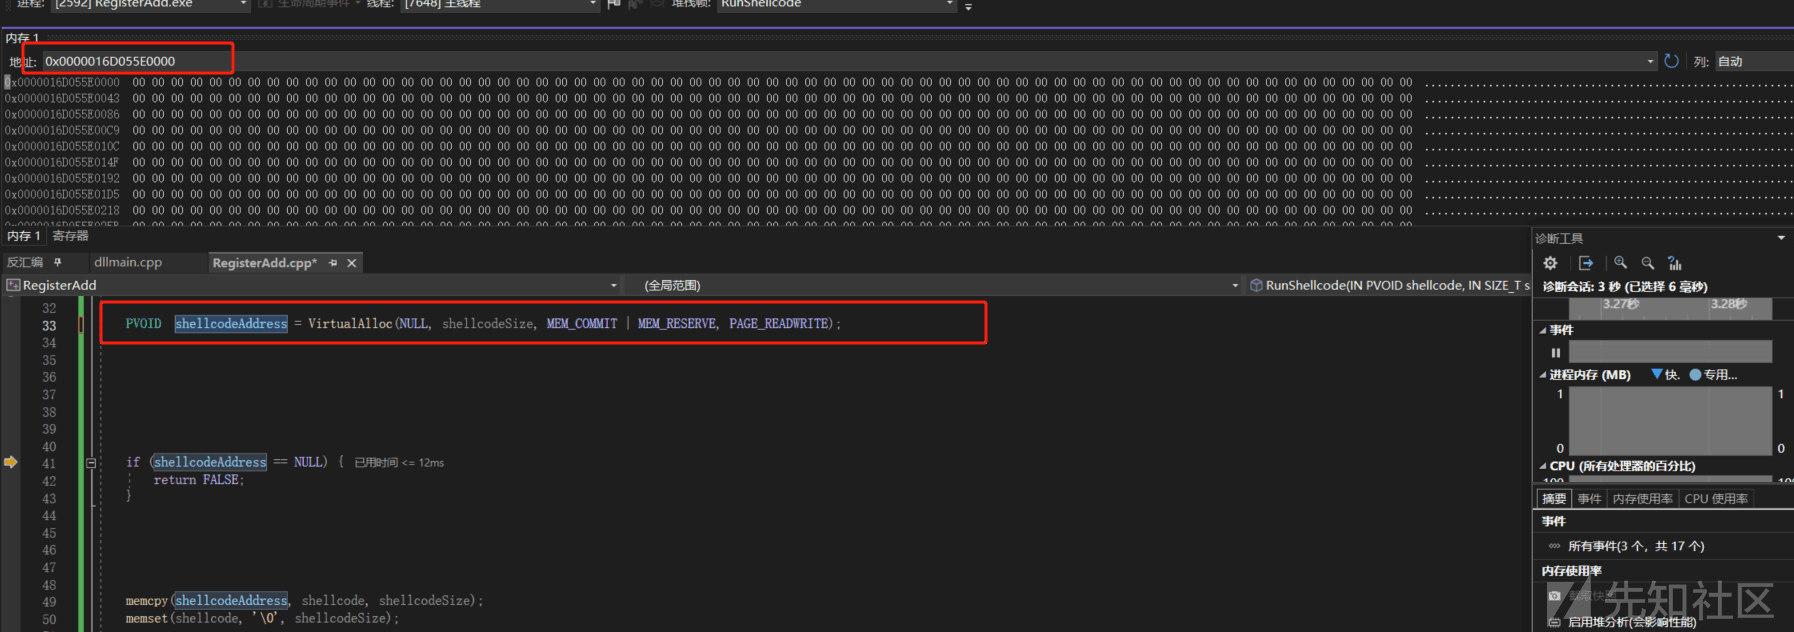 进程: [2592] RegisterAdd.exe 生命周期事件 线程: [7648] 主线程 堆栈帧: RunShellcode
内存 1
地址: 0x0000016D055E0000 列: 自动
0x0000016D055E0000 00 00 00 00 00 00 00 00 00 00 00 00 00 00 00 00 00 00 00 00 00 00 00 00 00 00 00 00 00 00 00 00 00 00 00 00 00 00 00 00 00 00 00 00 00 00 00 00 00 00 00 00 00 00 00 00 00 00 00 00 00 00 00 00 00 00 00
0x0000016D055E0043 00 00 00 00 00 00 00 00 00 00 00 00 00 00 00 00 00 00 00 00 00 00 00 00 00 00 00 00 00 00 00 00 00 00 00 00 00 00 00 00 00 00 00 00 00 00 00 00 00 00 00 00 00 00 00 00 00 00 00 00 00 00 00 00 00 00 00
0x0000016D055E0086 00 00 00 00 00 00 00 00 00 00 00 00 00 00 00 00 00 00 00 00 00 00 00 00 00 00 00 00 00 00 00 00 00 00 00 00 00 00 00 00 00 00 00 00 00 00 00 00 00 00 00 00 00 00 00 00 00 00 00 00 00 00 00 00 00 00 00
0x0000016D055E00C9 00 00 00 00 00 00 00 00 00 00 00 00 00 00 00 00 00 00 00 00 00 00 00 00 00 00 00 00 00 00 00 00 00 00 00 00 00 00 00 00 00 00 00 00 00 00 00 00 00 00 00 00 00 00 00 00 00 00 00 00 00 00 00 00 00 00 00
0x0000016D055E010C 00 00 00 00 00 00 00 00 00 00 00 00 00 00 00 00 00 00 00 00 00 00 00 00 00 00 00 00 00 00 00 00 00 00 00 00 00 00 00 00 00 00 00 00 00 00 00 00 00 00 00 00 00 00 00 00 00 00 00 00 00 00 00 00 00 00 00
0x0000016D055E014F 00 00 00 00 00 00 00 00 00 00 00 00 00 00 00 00 00 00 00 00 00 00 00 00 00 00 00 00 00 00 00 00 00 00 00 00 00 00 00 00 00 00 00 00 00 00 00 00 00 00 00 00 00 00 00 00 00 00 00 00 00 00 00 00 00 00 00
0x0000016D055E0192 00 00 00 00 00 00 00 00 00 00 00 00 00 00 00 00 00 00 00 00 00 00 00 00 00 00 00 00 00 00 00 00 00 00 00 00 00 00 00 00 00 00 00 00 00 00 00 00 00 00 00 00 00 00 00 00 00 00 00 00 00 00 00 00 00 00 00
0x0000016D055E01D5 00 00 00 00 00 00 00 00 00 00 00 00 00 00 00 00 00 00 00 00 00 00 00 00 00 00 00 00 00 00 00 00 00 00 00 00 00 00 00 00 00 00 00 00 00 00 00 00 00 00 00 00 00 00 00 00 00 00 00 00 00 00 00 00 00 00 00
0x0000016D055E0218 00 00 00 00 00 00 00 00 00 00 00 00 00 00 00 00 00 00 00 00 00 00 00 00 00 00 00 00 00 00 00 00 00 00 00 00 00 00 00 00 00 00 00 00 00 00 00 00 00 00 00 00 00 00 00 00 00 00 00 00 00 00 00 00 00 00 00
内存 1 寄存器
反汇编 dllmain.cpp RegisterAdd.cpp*
RegisterAdd (全局范围) RunShellcode(IN PVOID shellcode, IN SIZE_T s
32
33 PVOID shellcodeAddress = VirtualAlloc(NULL, shellcodeSize, MEM_COMMIT | MEM_RESERVE, PAGE_READWRITE);
34
35
36
37
38
39
40
41 if (shellcodeAddress == NULL) { 已用时间 <= 12ms
42 return FALSE;
43 }
44
45
46
47
48
49 memcpy(shellcodeAddress, shellcode, shellcodeSize);
50 memset(shellcode, '\0', shellcodeSize);
诊断工具
诊断会话: 3 秒 (已选择 6 毫秒)
3.27秒 3.28秒
事件
进程内存 (MB) 快. 专用...
1 1
0 0
CPU (所有处理器的百分比)
摘要 事件 内存使用率 CPU 使用率
事件
所有事件(3 个，共 17 个)
内存使用率
截取快照
启用堆分析(会影响性能)
先知社区